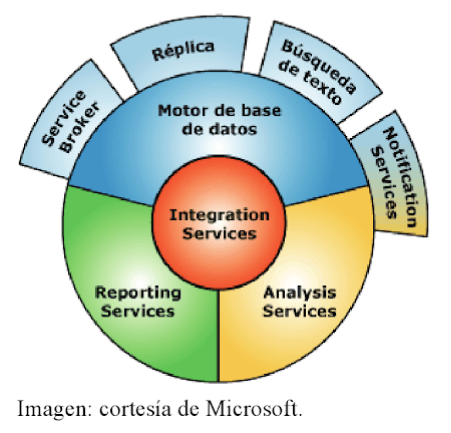 Service
Broker
Réplica
Búsqueda
de texto
Notification
Services
Motor de base
de datos
Integration
Services
Reporting
Services
Analysis
Services
Imagen: cortesía de Microsoft.